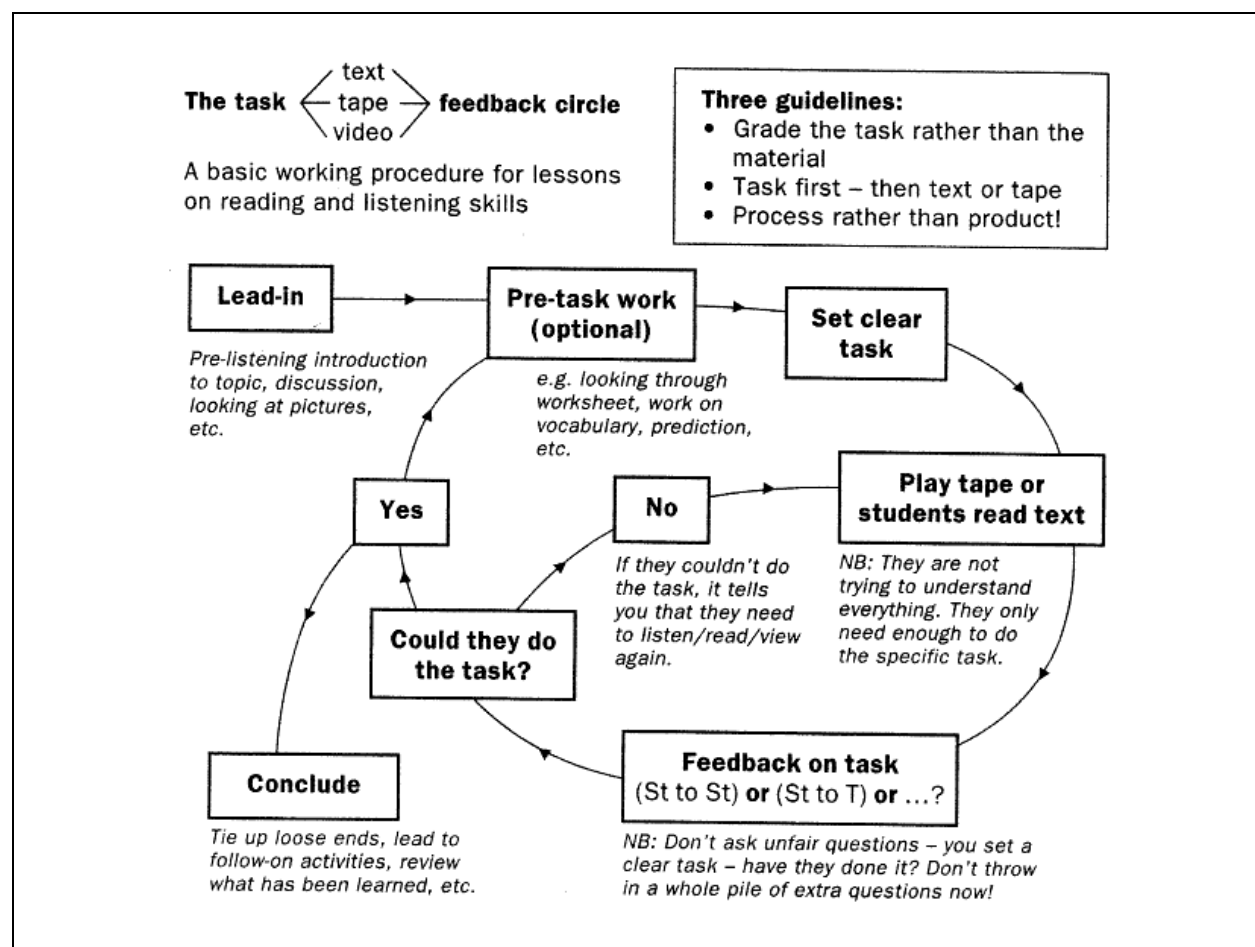 text
The task tape feedback circle
video
A basic working procedure for lessons
on reading and listening skills
Three guidelines:
• Grade the task rather than the
material
• Task first – then text or tape
• Process rather than product!
Lead-in
Pre-listening introduction
to topic, discussion,
looking at pictures,
etc.
Pre-task work
(optional)
e.g. looking through
worksheet, work on
vocabulary, prediction,
etc.
Set clear
task
Yes
No
If they couldn't do
the task, it tells
you that they need
to listen/read/view
again.
Play tape or
students read text
NB: They are not
trying to understand
everything. They only
need enough to do
the specific task.
Could they do
the task?
Conclude
Tie up loose ends, lead to
follow-on activities, review
what has been learned, etc.
Feedback on task
(St to St) or (St to T) or ...?
NB: Don't ask unfair questions – you set a
clear task – have they done it? Don't throw
in a whole pile of extra questions now!